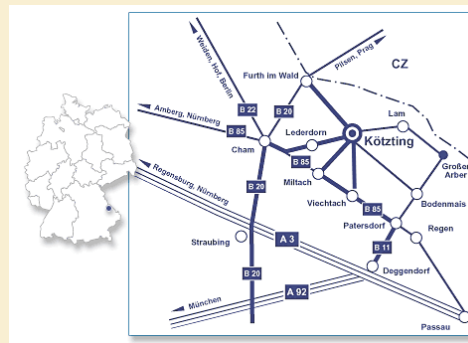 Pilsen, Prag
Weiden, Hof, Berlin
CZ
Furth im Wald
Amberg, Nürnberg
B 22
B 20
Lam
B 85
Lederdorn
Kötzting
Cham
B 85
Großer
Arber
Regensburg, Nürnberg
Miltach
B 20
Viechtach
B 85
Bodenmais
Patersdorf
Regen
Straubing
A 3
B 11
B 20
Deggendorf
A 92
München
Passau